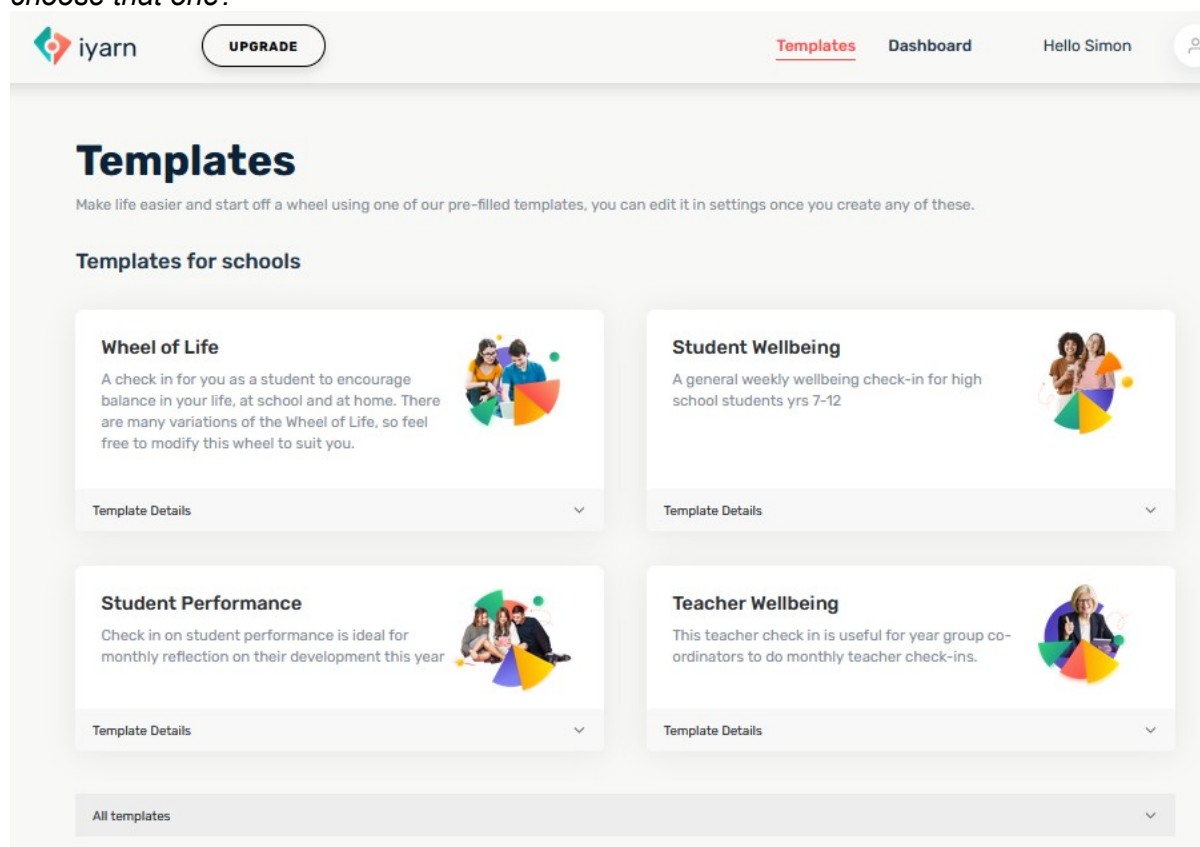 choose that one?
iyarn
UPGRADE
Templates
Dashboard
Hello Simon
Templates
Make life easier and start off a wheel using one of our pre-filled templates, you can edit it in settings once you create any of these.
Templates for schools
Wheel of Life
A check in for you as a student to encourage
balance in your life, at school and at home. There
are many variations of the Wheel of Life, so feel
free to modify this wheel to suit you.
Template Details
Student Wellbeing
A general weekly wellbeing check-in for high
school students yrs 7-12
Template Details
Student Performance
Check in on student performance is ideal for
monthly reflection on their development this year
Template Details
Teacher Wellbeing
This teacher check in is useful for year group co-
ordinators to do monthly teacher check-ins.
Template Details
All templates